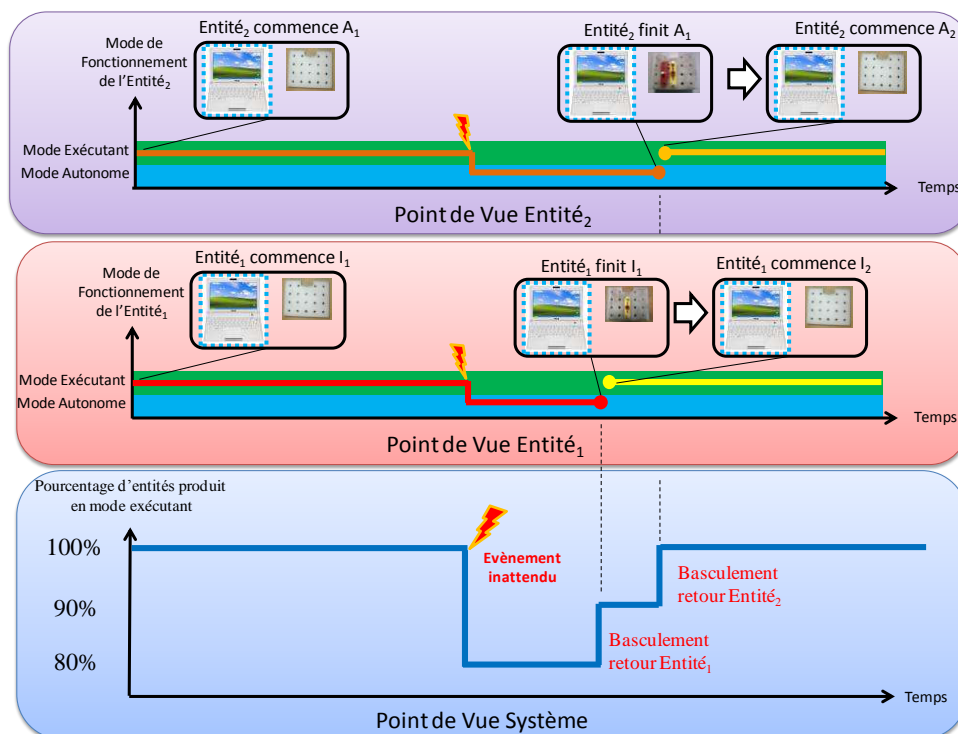 Entité₂ commence A₁
Entité₂ finit A₁
Entité₂ commence A₂
Mode de
Fonctionnement
de l'Entité₂
Mode Exécutant
Mode Autonome
Temps
Point de Vue Entité₂
Entité₁ commence I₁
Entité₁ finit I₁
Entité₁ commence I₂
Mode de
Fonctionnement
de l'Entité₁
Mode Exécutant
Mode Autonome
Temps
Point de Vue Entité₁
Pourcentage d'entités produit
en mode exécutant
100%
90%
80%
Evènement
inattendu
Basculement
retour Entité₂
Basculement
retour Entité₁
Temps
Point de Vue Système